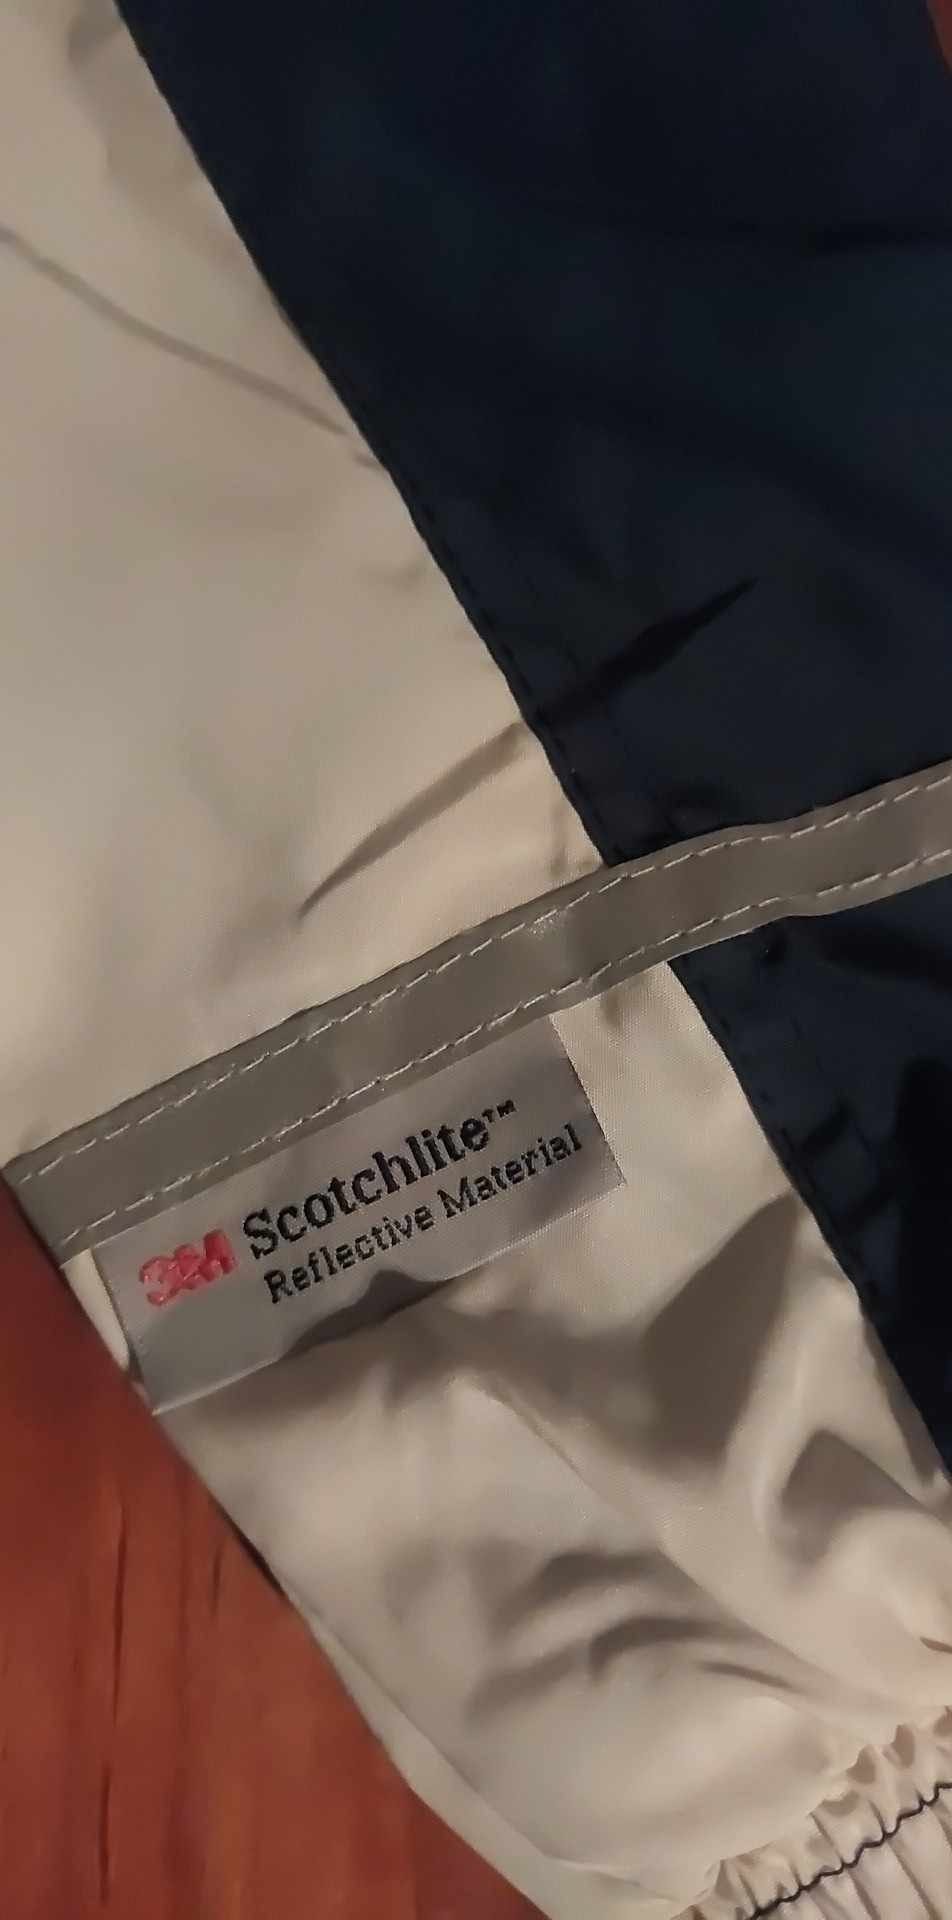 3M Scotchlite™
Reflective Material